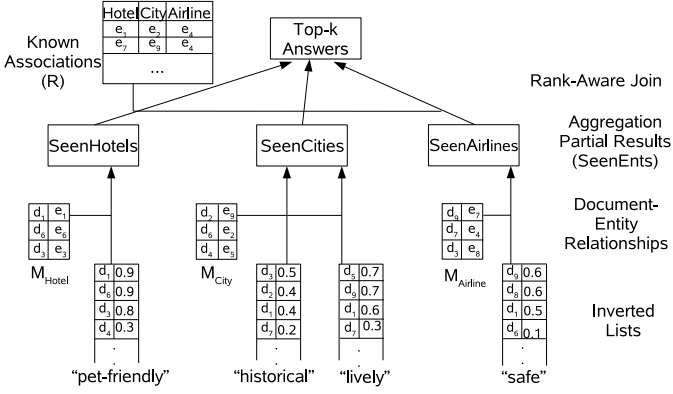 Hotel City Airline
e1 e2 e4
e7 e9 e4
...
Known
Associations
(R)
Top-k
Answers
Rank-Aware Join
SeenHotels
SeenCities
SeenAirlines
Aggregation
Partial Results
(SeenEnts)
d1 e1
d6 e6
d3 e3
MHotel
d2 e9
d6 e2
d4 e5
MCity
d9 e7
d7 e4
d3 e8
MAirline
Document-
Entity
Relationships
d1 0.9
d6 0.9
d3 0.8
d4 0.3
.
.
"pet-friendly"
d3 0.5
d2 0.4
d1 0.4
d7 0.2
.
.
"historical"
d5 0.7
d9 0.7
d1 0.6
d7 0.3
.
.
"lively"
d9 0.6
d8 0.6
d1 0.5
d6 0.1
.
.
"safe"
Inverted
Lists